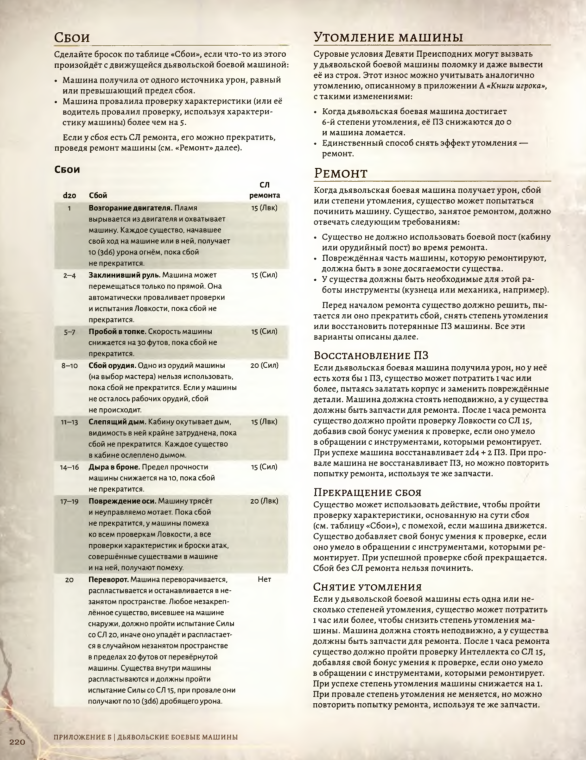 Сбои
Сделайте бросок по таблице «Сбои», если что-то из этого
произойдёт с движущейся дьявольской боевой машиной:
• Машина получила от одного источника урон, равный
или превышающий предел сбоя.
• Машина провалила проверку характеристики (или её
водитель провалил проверку, используя характери-
стику машины) более чем на 5.
Если у сбоя есть СЛ ремонта, его можно прекратить,
проведя ремонт машины (см. «Ремонт» далее).
Сбои
d20 Сбой СЛ
ремонта
1 Возгорание двигателя. Пламя 15 (Лвк)
вырывается из двигателя и охватывает
машину. Каждое существо, начавшее
свой ход на машине или в ней, получает
10 (3d6) урона огнём, пока сбой
не прекратится.
2–4 Заклинивший руль. Машина может 15 (Сил)
перемещаться только по прямой. Она
автоматически проваливает проверки
и испытания Ловкости, пока сбой не
прекратится.
5–7 Пробой в топке. Скорость машины 15 (Сил)
снижается на 30 футов, пока сбой не
прекратится.
8–10 Сбой орудия. Одно из орудий машины 20 (Сил)
(на выбор мастера) нельзя использовать,
пока сбой не прекратится. Если у машины
не осталось рабочих орудий, сбой
не происходит.
11–13 Слепящий дым. Кабину окутывает дым, 15 (Лвк)
видимость в ней крайне затруднена, пока
сбой не прекратится. Каждое существо
в кабине ослеплено дымом.
14–16 Дыра в броне. Предел прочности 15 (Сил)
машины снижается на 10, пока сбой
не прекратится.
17–19 Повреждение оси. Машину трясёт 20 (Лвк)
и неуправляемо мотает. Пока сбой
не прекратится, у машины помеха
ко всем проверкам Ловкости, а все
проверки характеристик и броски атак,
совершённые существами в машине
и на ней, получают помеху.
20 Переворот. Машина переворачивается, Нет
распластывается и останавливается в не-
занятом пространстве. Любое незакреп-
лённое существо, висевшее на машине
снаружи, должно пройти испытание Силы
со СЛ 20, иначе оно упадёт и распластает-
ся в случайном незанятом пространстве
в пределах 20 футов от перевёрнутой
машины. Существа внутри машины
распластываются и должны пройти
испытание Силы со СЛ 15, при провале они
получают по 10 (3d6) дробящего урона.
Утомление машины
Суровые условия Девяти Преисподних могут вызвать
у дьявольской боевой машины поломку и даже вывести
её из строя. Этот износ можно учитывать аналогично
утомлению, описанному в приложении А «Книги игрока»,
с такими изменениями:
• Когда дьявольская боевая машина достигает
6-й степени утомления, её ПЗ снижаются до 0
и машина ломается.
• Единственный способ снять эффект утомления —
ремонт.
Ремонт
Когда дьявольская боевая машина получает урон, сбой
или степени утомления, существо может попытаться
починить машину. Существо, занятое ремонтом, должно
отвечать следующим требованиям:
• Существо не должно использовать боевой пост (кабину
или орудийный пост) во время ремонта.
• Повреждённая часть машины, которую ремонтируют,
должна быть в зоне досягаемости существа.
• У существа должны быть необходимые для этой ра-
боты инструменты (кузнеца или механика, например).
Перед началом ремонта существо должно решить, пы-
тается ли оно прекратить сбой, снять степень утомления
или восстановить потерянные ПЗ машины. Все эти
варианты описаны далее.
Восстановление ПЗ
Если дьявольская боевая машина получила урон, но у неё
есть хотя бы 1 ПЗ, существо может потратить 1 час или
более, пытаясь залатать корпус и заменить повреждённые
детали. Машина должна стоять неподвижно, а у существа
должны быть запчасти для ремонта. После 1 часа ремонта
существо должно пройти проверку Ловкости со СЛ 15,
добавив свой бонус умения к проверке, если оно умело
в обращении с инструментами, которыми ремонтирует.
При успехе машина восстанавливает 2d4 + 2 ПЗ. При про-
вале машина не восстанавливает ПЗ, но можно повторить
попытку ремонта, используя те же запчасти.
Прекращение сбоя
Существо может использовать действие, чтобы пройти
проверку характеристики, основанную на сути сбоя
(см. таблицу «Сбои»), с помехой, если машина движется.
Существо добавляет свой бонус умения к проверке, если
оно умело в обращении с инструментами, которыми ре-
монтирует. При успешной проверке сбой прекращается.
Сбой без СЛ ремонта нельзя починить.
Снятие утомления
Если у дьявольской боевой машины есть одна или не-
сколько степеней утомления, существо может потратить
1 час или более, чтобы снизить степень утомления ма-
шины. Машина должна стоять неподвижно, а у существа
должны быть запчасти для ремонта. После 1 часа ремонта
существо должно пройти проверку Интеллекта со СЛ 15,
добавляя свой бонус умения к проверке, если оно умело
в обращении с инструментами, которыми ремонтирует.
При успехе степень утомления машины снижается на 1.
При провале степень утомления не меняется, но можно
повторить попытку ремонта, используя те же запчасти.
220 ПРИЛОЖЕНИЕ Б | ДЬЯВОЛЬСКИЕ БОЕВЫЕ МАШИНЫ